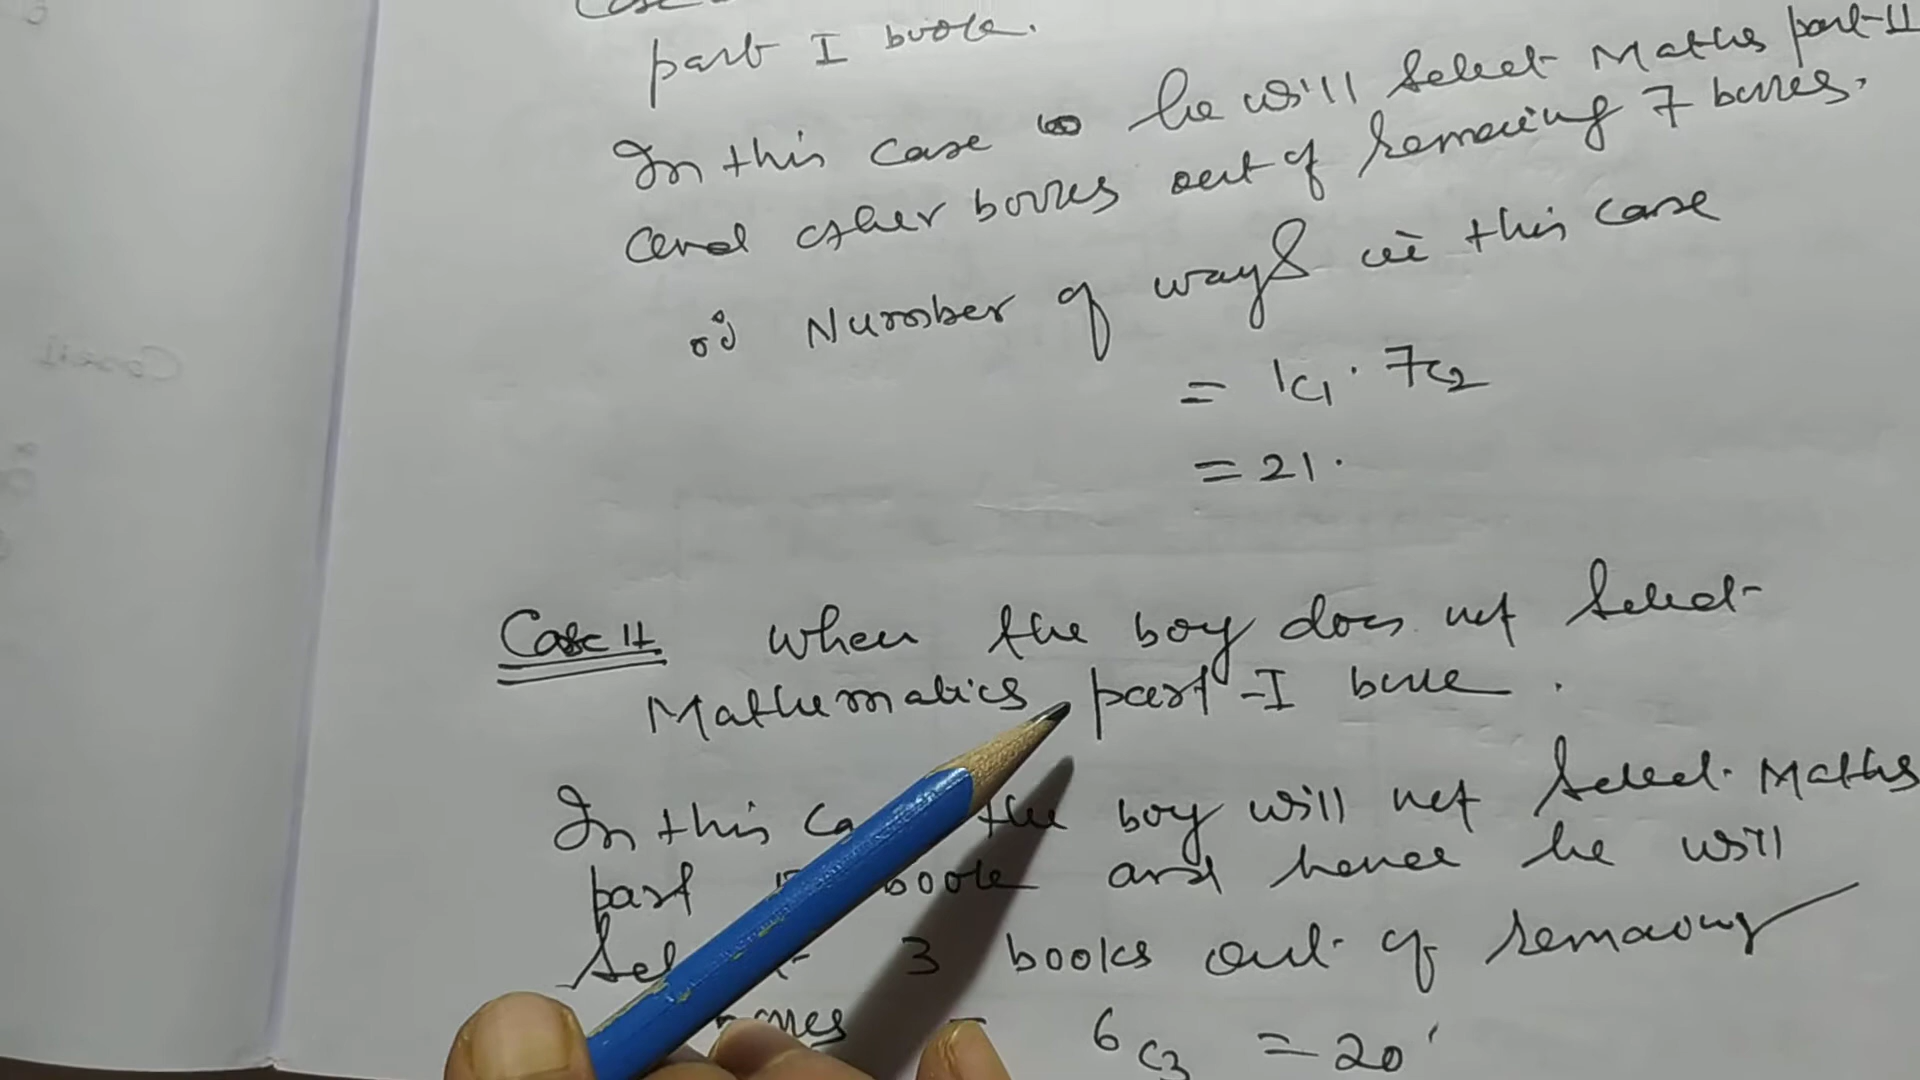 part I book.
In this case he will select Maths part-II
and other books out of remaining 7 books.
∴ Number of ways in this case
= 1C1 . 7C2
= 21.
Case II When the boy does not select
Mathematics part-I book.
In this the boy will not select Maths
part book and hence he will
3 books out of remaining
6C3 = 20